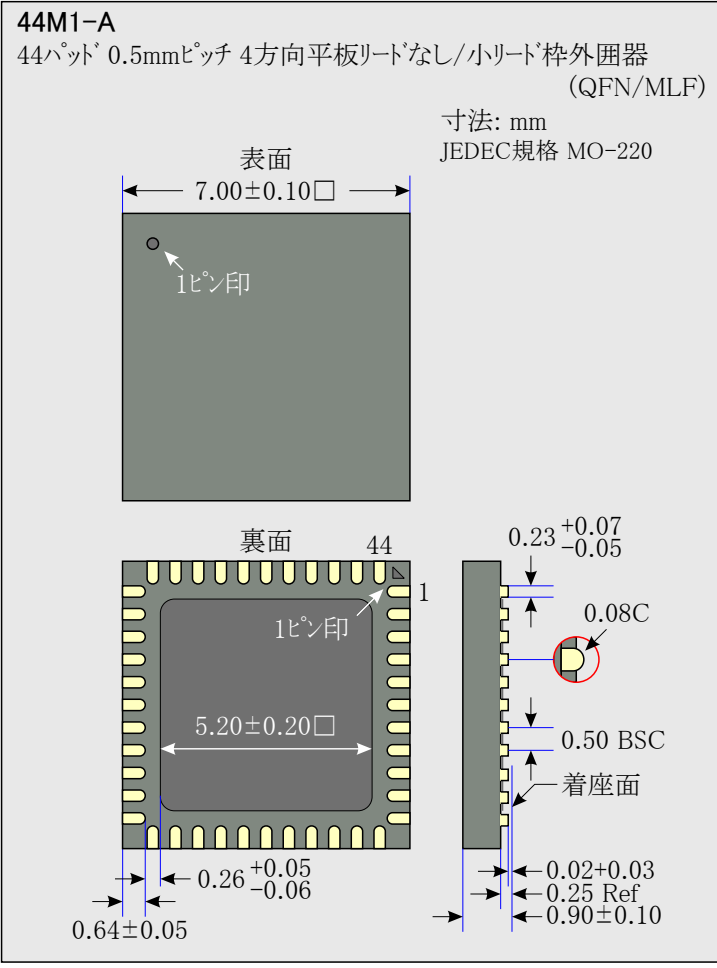 44M1-A
44ﾊﾟｯﾄﾞ 0.5mmﾋﾟｯﾁ 4方向平板ﾘｰﾄﾞなし/小ﾘｰﾄﾞ枠外囲器
(QFN/MLF)
寸法: mm
JEDEC規格 MO-220
表面
7.00±0.10□
1ﾋﾟﾝ印
裏面
44
1
1ﾋﾟﾝ印
5.20±0.20□
0.26 +0.05
-0.06
0.64±0.05
0.23 +0.07
-0.05
0.08C
0.50 BSC
着座面
0.02+0.03
0.25 Ref
0.90±0.10